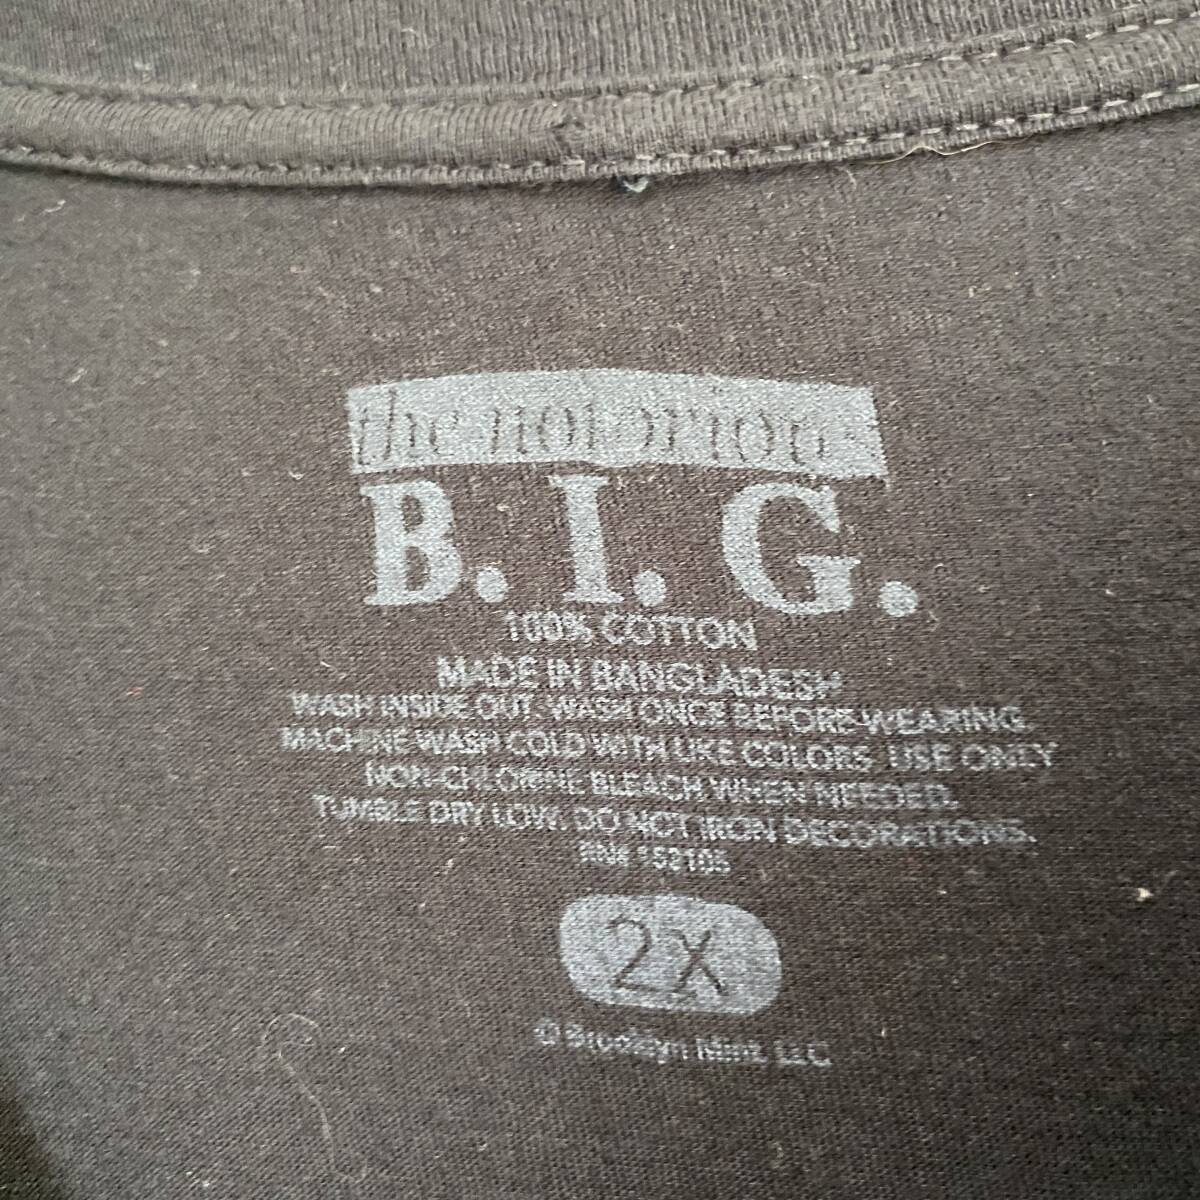 the notorious
B.I.G.
100% COTTON
MADE IN BANGLADESH
WASH INSIDE OUT. WASH ONCE BEFORE WEARING.
MACHINE WASH COLD WITH LIKE COLORS. USE ONLY
NON-CHLORINE BLEACH WHEN NEEDED.
TUMBLE DRY LOW. DO NOT IRON DECORATIONS.
RN# 153105
2X
© Brooklyn Mint, LLC